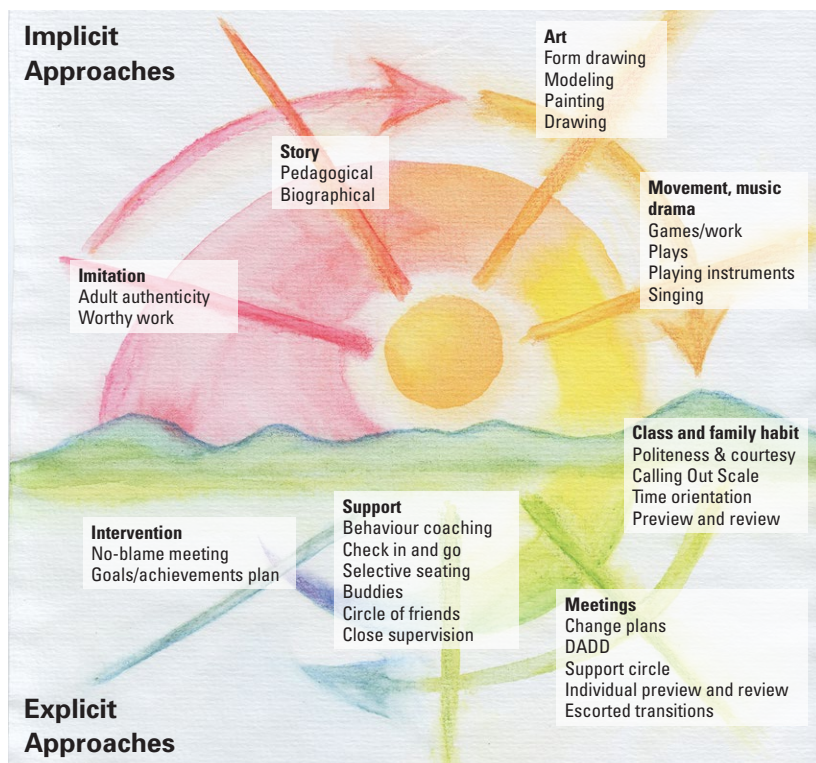 Implicit
Approaches
Art
Form drawing
Modeling
Painting
Drawing
Story
Pedagogical
Biographical
Movement, music
drama
Games/work
Plays
Playing instruments
Singing
Imitation
Adult authenticity
Worthy work
Class and family habit
Politeness & courtesy
Calling Out Scale
Time orientation
Preview and review
Meetings
Change plans
DADD
Support circle
Individual preview and review
Escorted transitions
Support
Behaviour coaching
Check in and go
Selective seating
Buddies
Circle of friends
Close supervision
Intervention
No-blame meeting
Goals/achievements plan
Explicit
Approaches